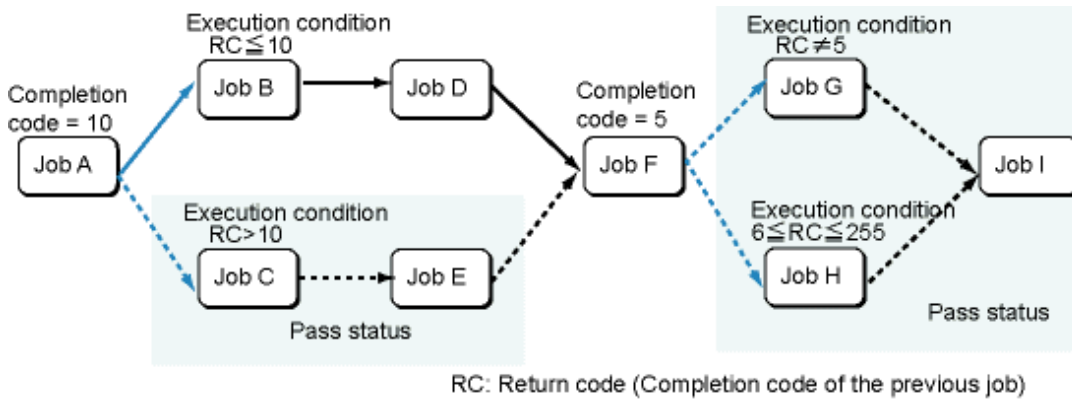 Execution condition
RC≦10
Job B
Job D
Completion
code = 10
Job A
Execution condition
RC>10
Job C
Job E
Pass status
Completion
code = 5
Job F
Execution condition
RC≠5
Job G
Job I
Execution condition
6≦RC≦255
Job H
Pass status
RC: Return code (Completion code of the previous job)